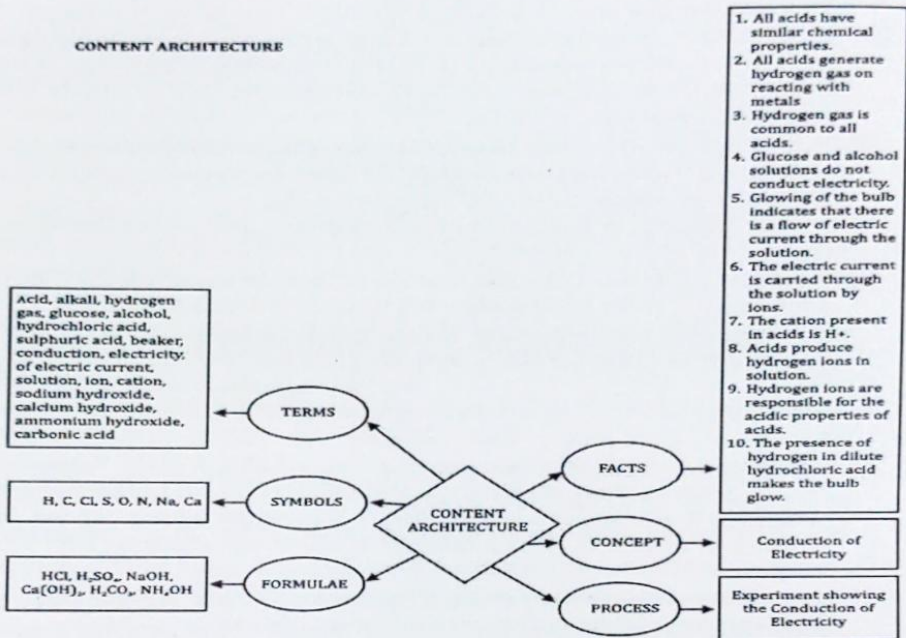 CONTENT ARCHITECTURE
1. All acids have
similar chemical
properties.
2. All acids generate
hydrogen gas on
reacting with
metals
3. Hydrogen gas is
common to all
acids.
4. Glucose and alcohol
solutions do not
conduct electricity.
5. Glowing of the bulb
indicates that there
is a flow of electric
current through the
solution.
6. The electric current
is carried through
the solution by
ions.
7. The cation present
in acids is H+.
8. Acids produce
hydrogen ions in
solution.
9. Hydrogen ions are
responsible for the
acidic properties of
acids.
10. The presence of
hydrogen in dilute
hydrochloric acid
makes the bulb
glow.
Acid, alkali, hydrogen
gas, glucose, alcohol,
hydrochloric acid,
sulphuric acid, beaker,
conduction, electricity,
of electric current,
solution, ion, cation,
sodium hydroxide,
calcium hydroxide,
ammonium hydroxide,
carbonic acid
TERMS
FACTS
H, C, Cl, S, O, N, Na, Ca
SYMBOLS
CONTENT
ARCHITECTURE
CONCEPT
Conduction of
Electricity
HCl, H₂SO₄, NaOH,
Ca(OH)₂, H₂CO₃, NH₄OH
FORMULAE
PROCESS
Experiment showing
the Conduction of
Electricity